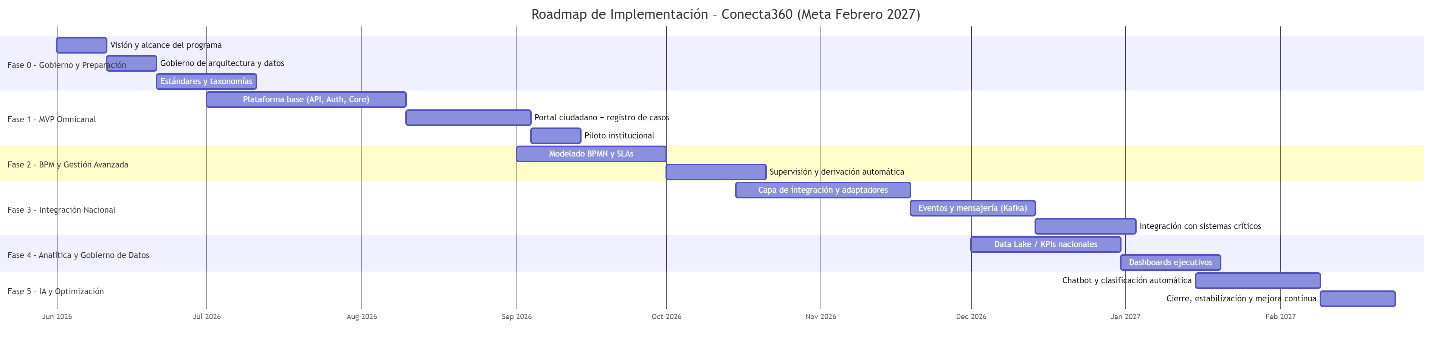 Roadmap de Implementación - Conecta360 (Meta Febrero 2027)
Visión y alcance del programa
Fase 0 - Gobierno y Preparación
Gobierno de arquitectura y datos
Estándares y taxonomías
Plataforma base (API, Auth, Core)
Fase 1 - MVP Omnicanal
Portal ciudadano + registro de casos
Piloto institucional
Fase 2 - BPM y Gestión Avanzada
Modelado BPMN y SLAs
Supervisión y derivación automática
Capa de integración y adaptadores
Fase 3 - Integración Nacional
Eventos y mensajería (Kafka)
Integración con sistemas críticos
Fase 4 - Analítica y Gobierno de Datos
Data Lake / KPIs nacionales
Dashboards ejecutivos
Chatbot y clasificación automática
Fase 5 - IA y Optimización
Cierre, estabilización y mejora continua
Jun 2026
Jul 2026
Aug 2026
Sep 2026
Oct 2026
Nov 2026
Dec 2026
Jan 2027
Feb 2027